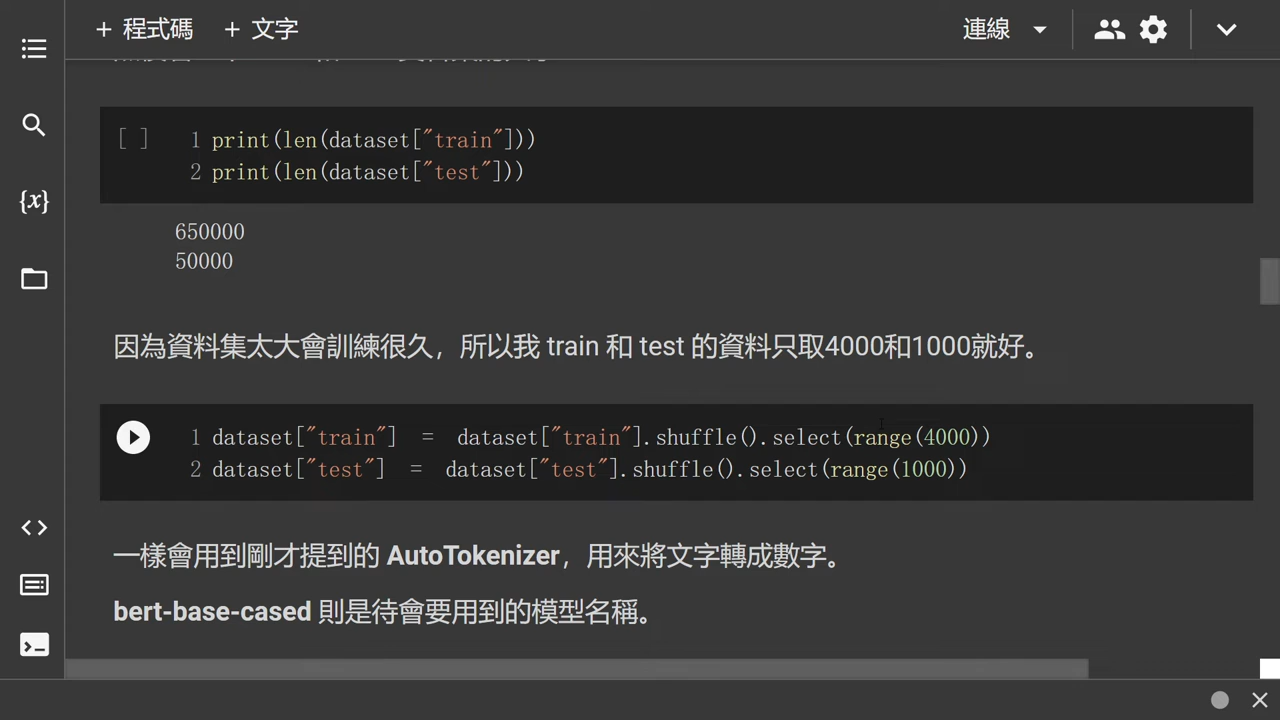 + 程式碼 + 文字 連線
{x}
[ ] 1 print(len(dataset["train"]))
2 print(len(dataset["test"]))
650000
50000
因為資料集太大會訓練很久，所以我 train 和 test 的資料只取4000和1000就好。
1 dataset["train"] = dataset["train"].shuffle().select(range(4000))
2 dataset["test"] = dataset["test"].shuffle().select(range(1000))
一樣會用到剛才提到的 AutoTokenizer，用來將文字轉成數字。
bert-base-cased 則是待會要用到的模型名稱。